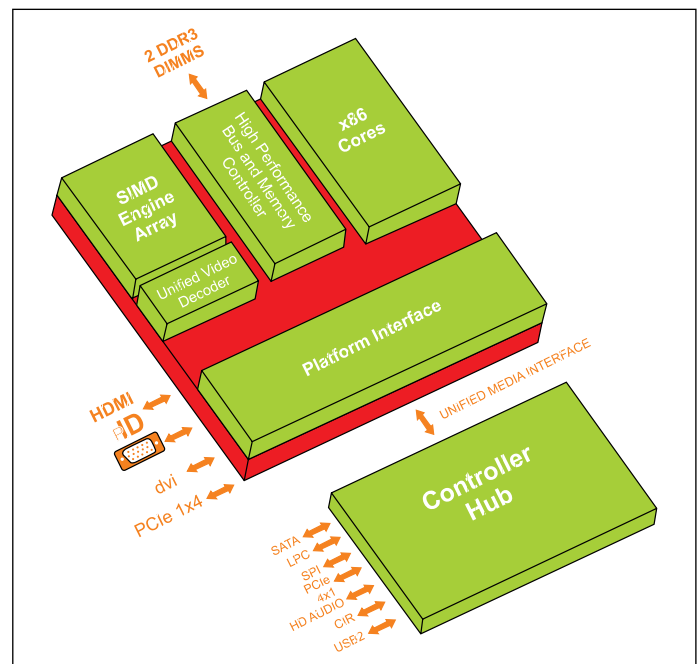 2 DDR3
DIMMS
x86
Cores
High Performance
Bus and Memory
Controller
SIMD
Engine
Array
Unified Video
Decoder
Platform Interface
HDMI
dvi
PCIe 1x4
UNIFIED MEDIA INTERFACE
Controller
Hub
SATA
LPC
SPI
PCIe
4x1
HD AUDIO
CIR
USB2